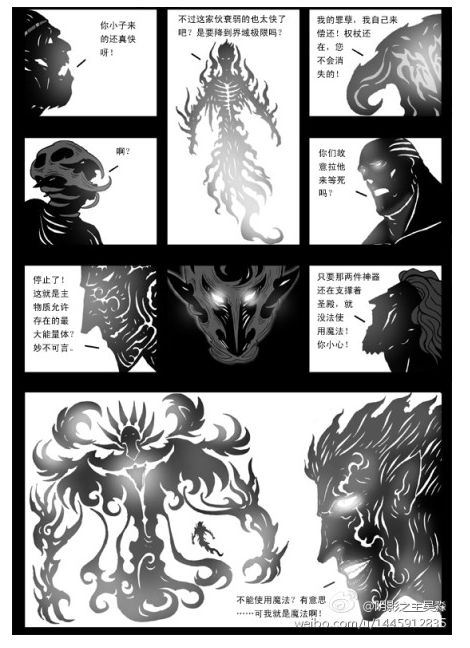 你小子来
的还真快
呀！
不过这家伙衰弱的也太快了
吧？是要降到界域极限吗？
我的罪孽，我自己来
偿还！权杖还
在，您
不会消
失的！
啊？
你们故
意拉他
来等死
吗？
停止了！
这就是主
物质允许
存在的最
大能量体？
妙不可言。
只要那两件神器
还在支撑着
圣殿，就
没法使
用魔法！
你小心！
不能使用魔法？有意思
……可我就是魔法啊！
@阴影之主吴淼
weibo.com/u/1445912835